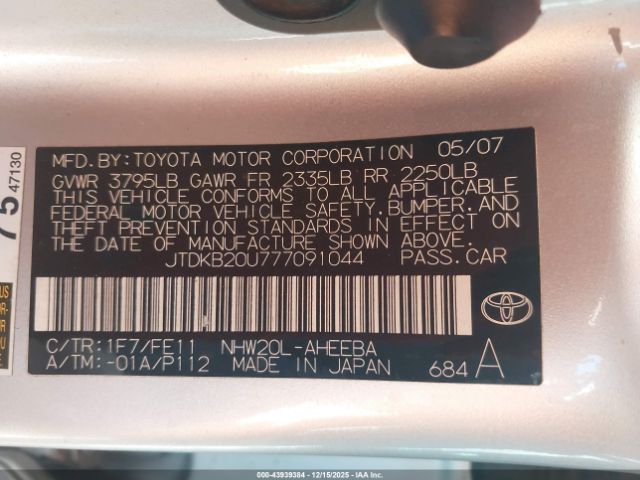 MFD.BY:TOYOTA MOTOR CORPORATION 05/07
GVWR 3795LB GAWR FR 2335LB RR 2250LB
THIS VEHICLE CONFORMS TO ALL APPLICABLE
FEDERAL MOTOR VEHICLE SAFETY,BUMPER,AND
THEFT PREVENTION STANDARDS IN EFFECT ON
THE DATE OF MANUFACTURE SHOWN ABOVE.
JTDKB20U777091044 PASS.CAR
C/TR:1F7/FE11 NHW20L-AHEEBA
A/TM:-01A/P112 MADE IN JAPAN 684 A
TOYOTA
47130
000-43939384 | 12/15/2025 - IAA, Inc.